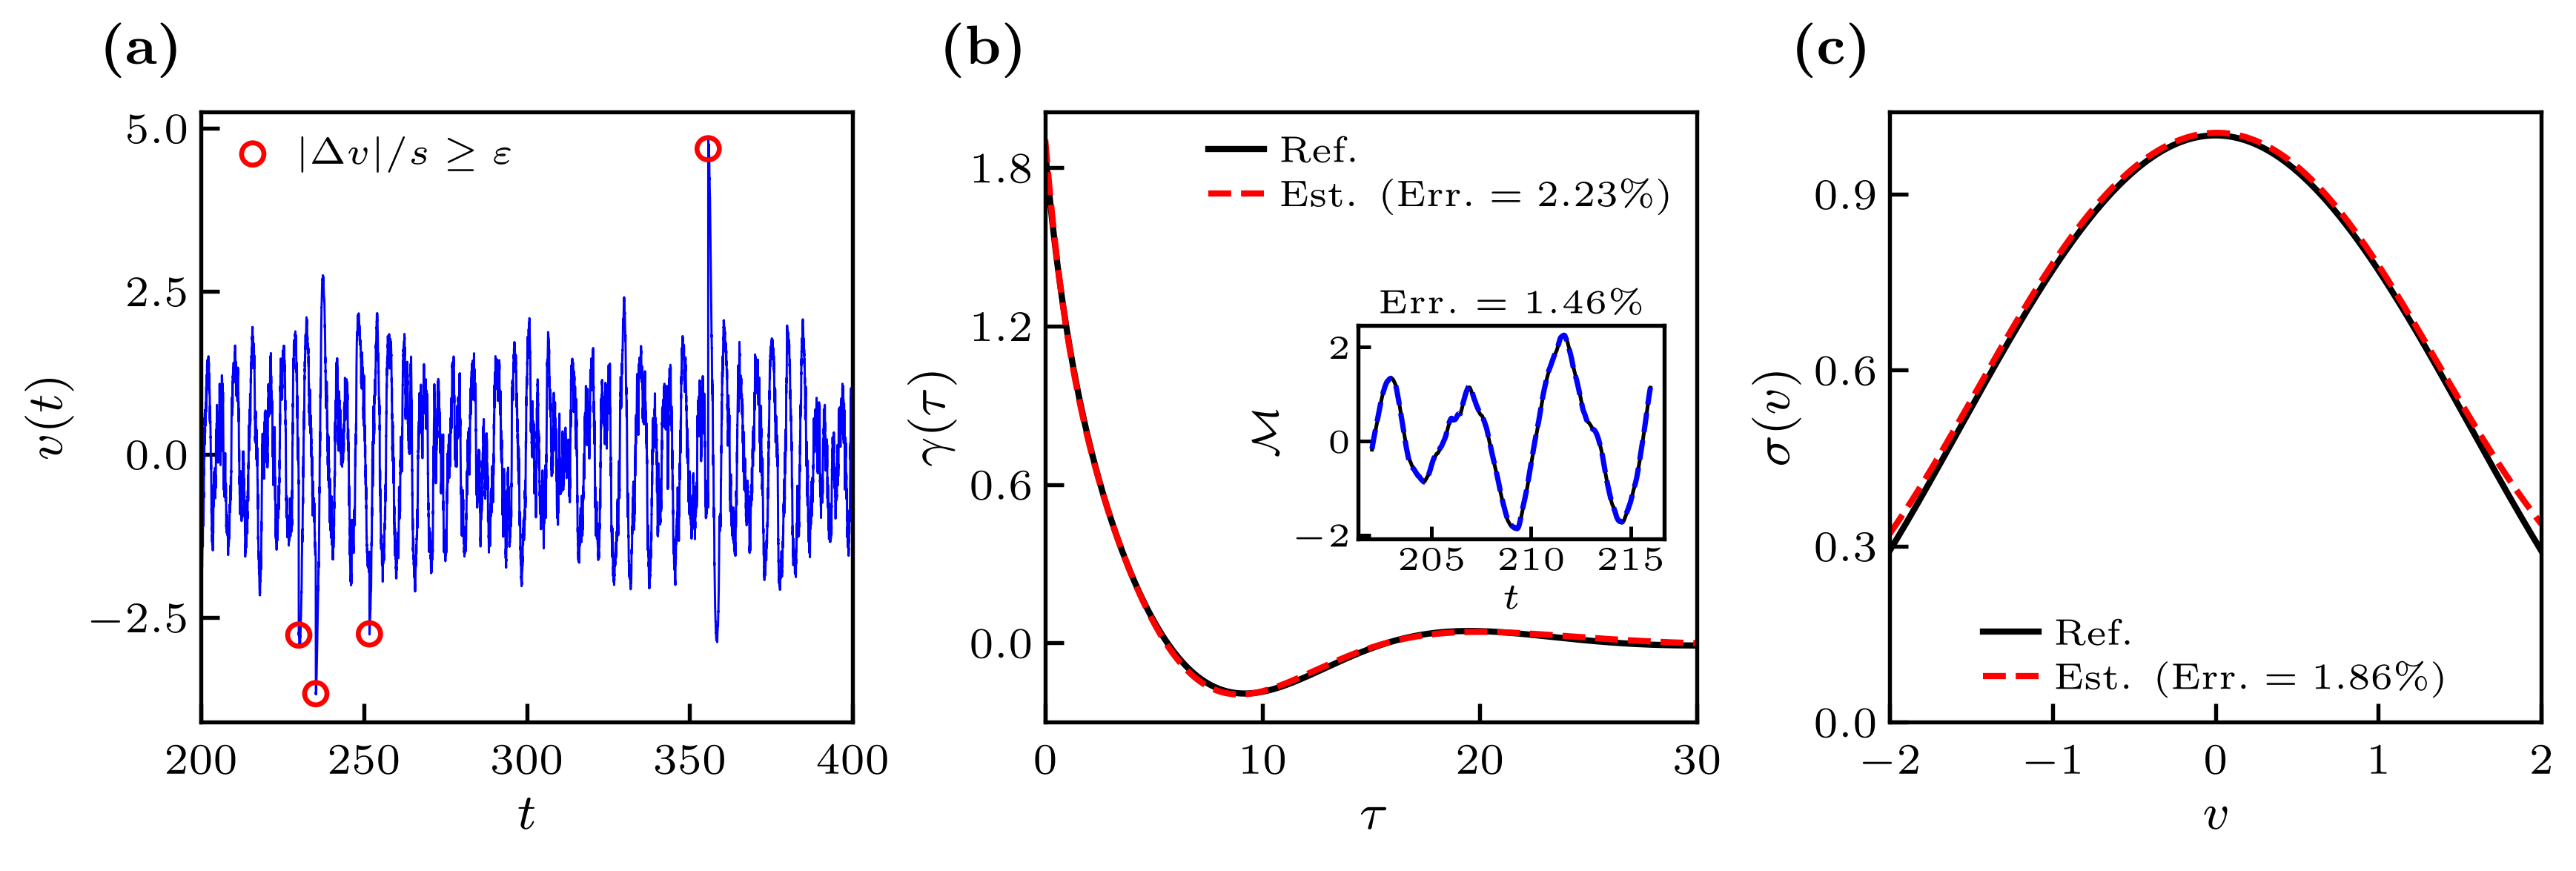 (a)
(b)
(c)
5.0
2.5
0.0
−2.5
v(t)
|Δv|/s ≥ ε
200
250
300
350
400
t
1.8
1.2
0.6
0.0
γ(τ)
Ref.
Est. (Err. = 2.23%)
Err. = 1.46%
2
0
−2
ℳ
205
210
215
t
0
10
20
30
τ
0.9
0.6
0.3
0.0
σ(v)
Ref.
Est. (Err. = 1.86%)
−2
−1
0
1
2
v